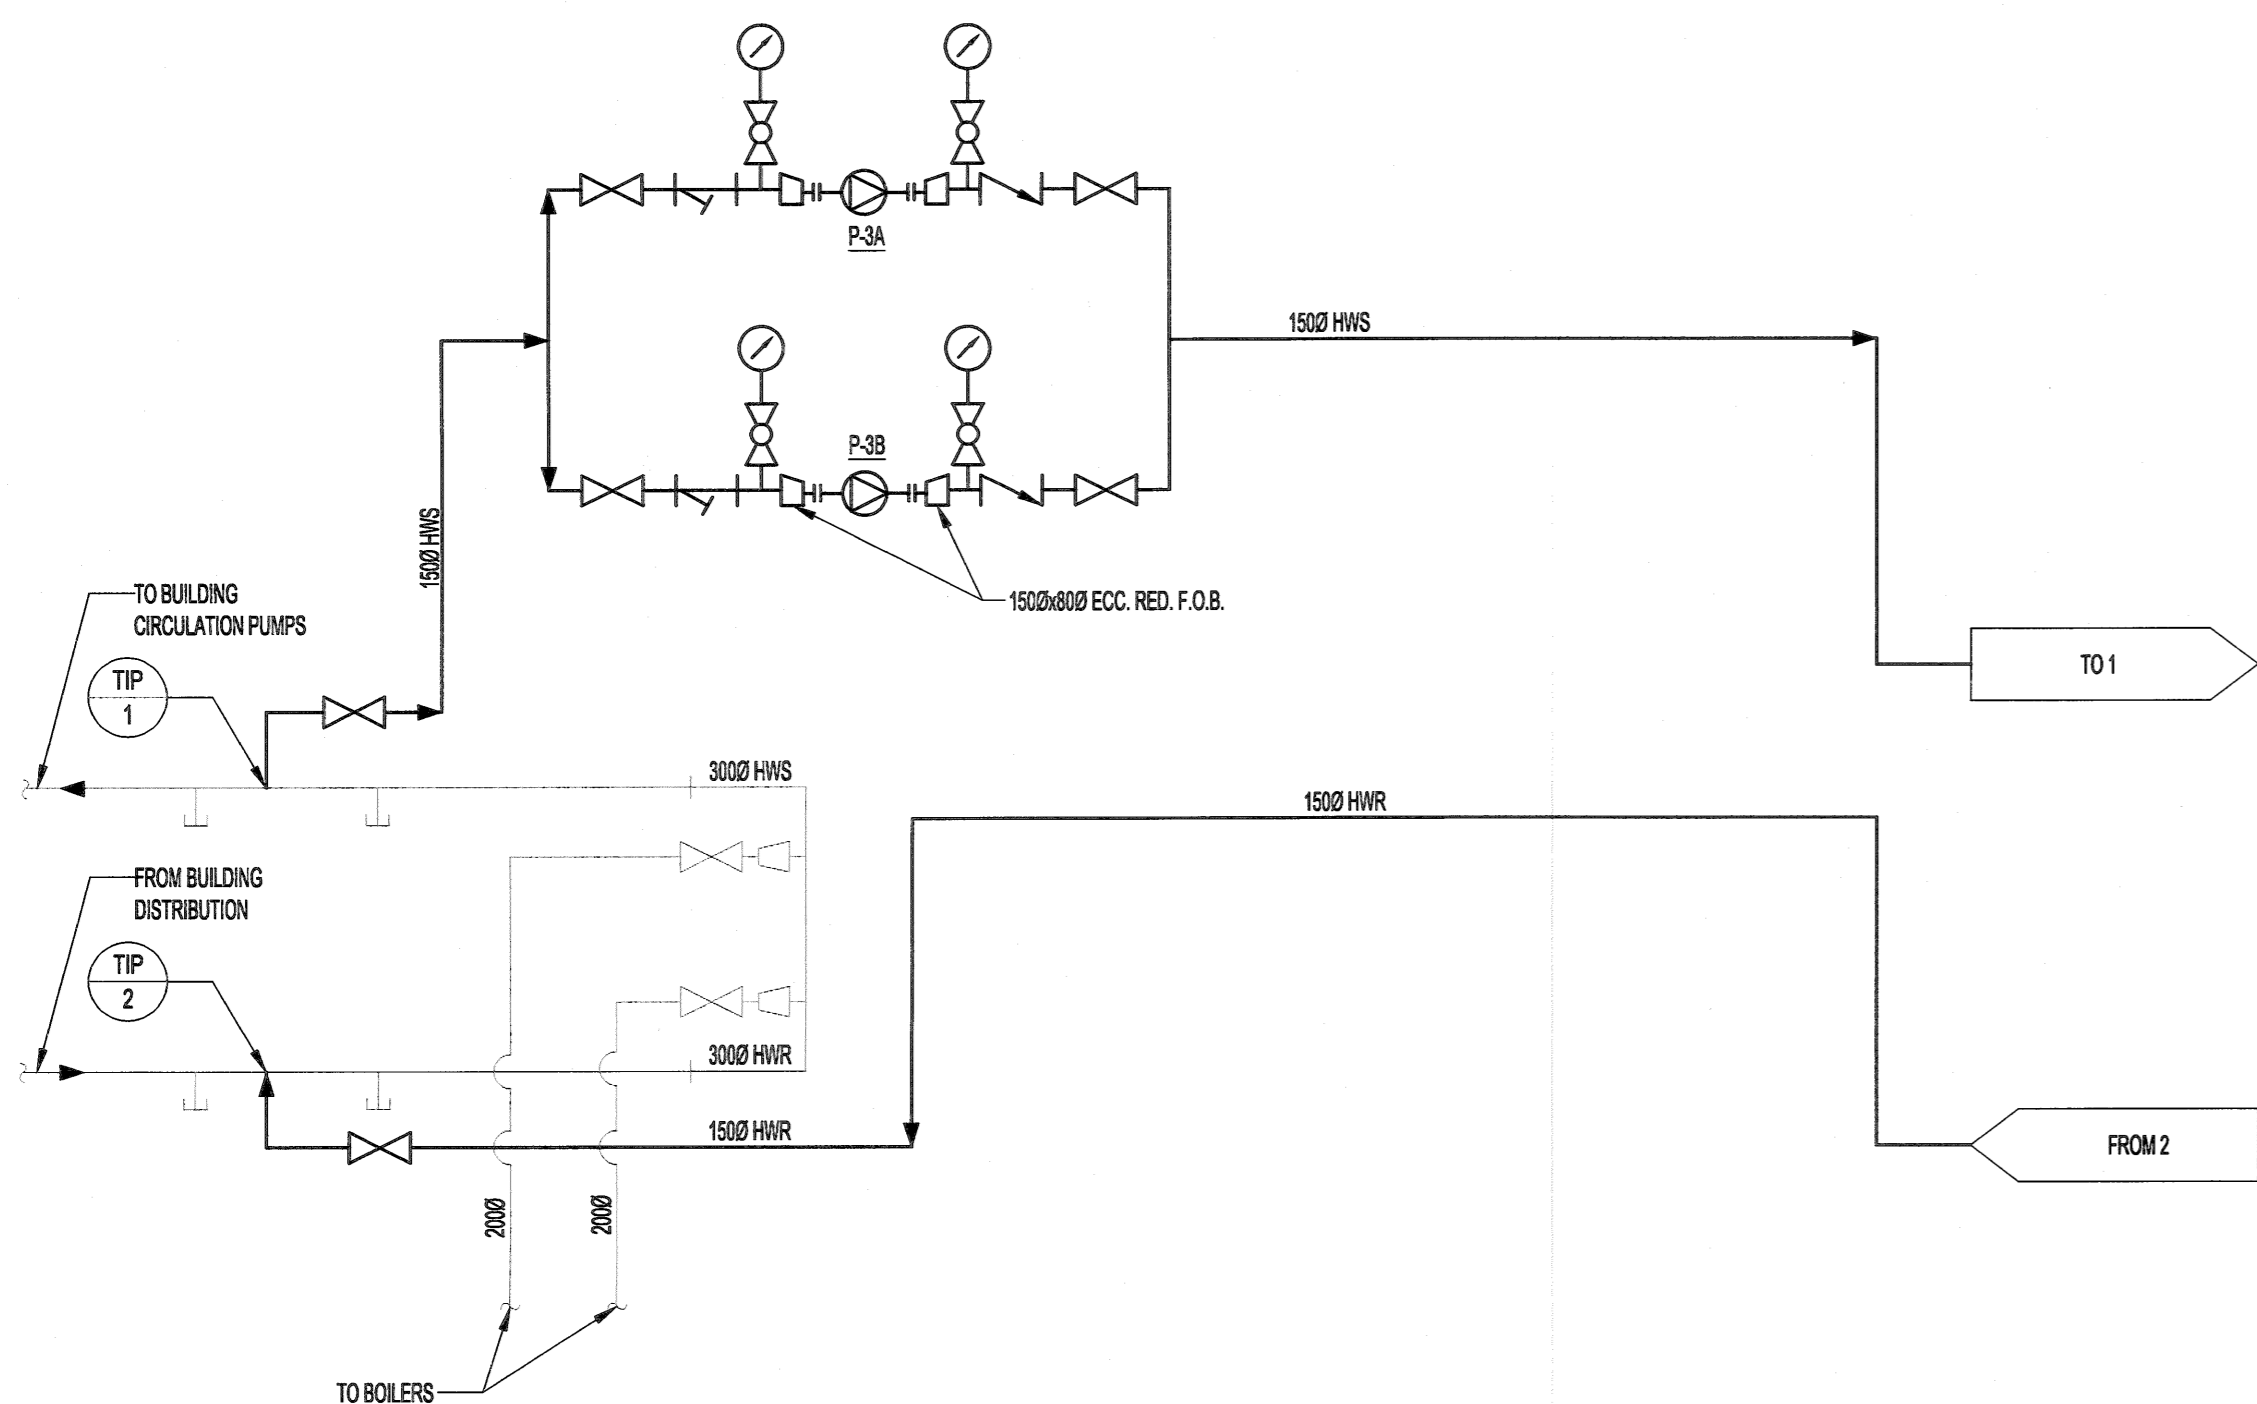 P-3A
150Ø HWS
P-3B
150Ø HWS
150Øx80Ø ECC. RED. F.O.B.
TO BUILDING
CIRCULATION PUMPS
TIP
1
TO 1
300Ø HWS
150Ø HWR
FROM BUILDING
DISTRIBUTION
TIP
2
300Ø HWR
150Ø HWR
FROM 2
200Ø
200Ø
TO BOILERS